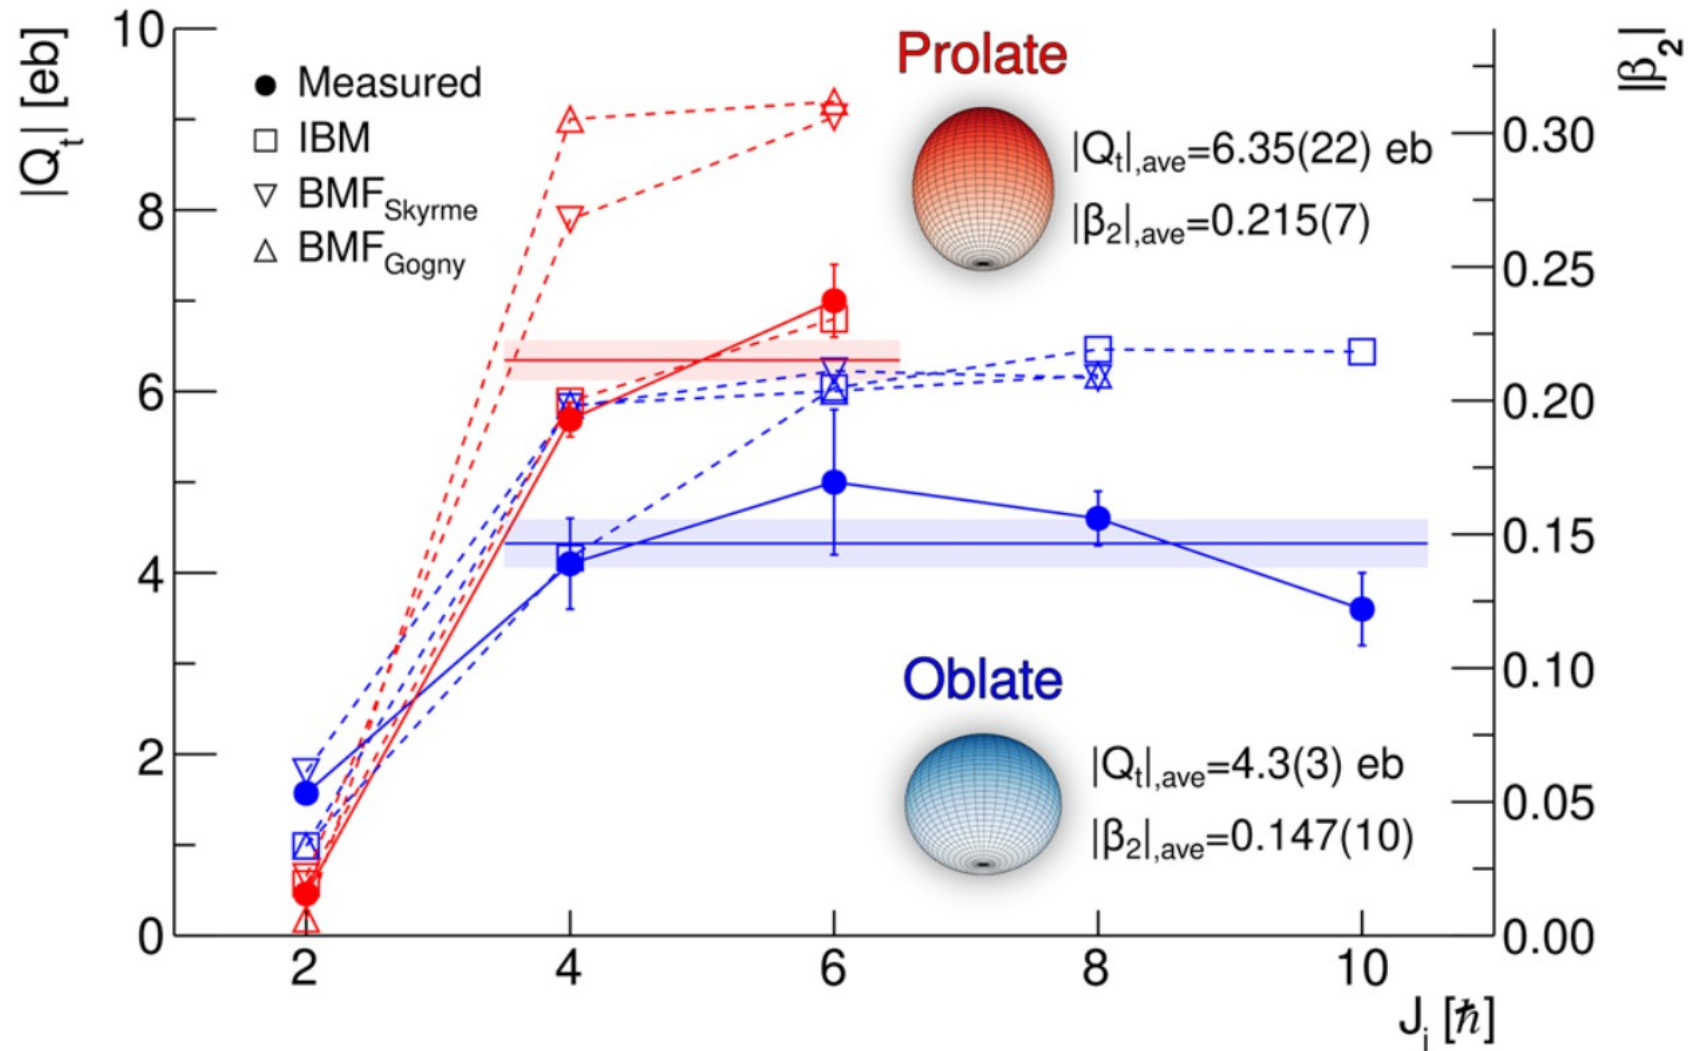 |Qₜ| [eb]
10
8
6
4
2
0
Measured
IBM
BMF_Skyrme
BMF_Gogny
Prolate
|Qₜ|,ave=6.35(22) eb
|β₂|,ave=0.215(7)
Oblate
|Qₜ|,ave=4.3(3) eb
|β₂|,ave=0.147(10)
|β₂|
0.30
0.25
0.20
0.15
0.10
0.05
0.00
2 4 6 8 10
Jᵢ [ℏ]